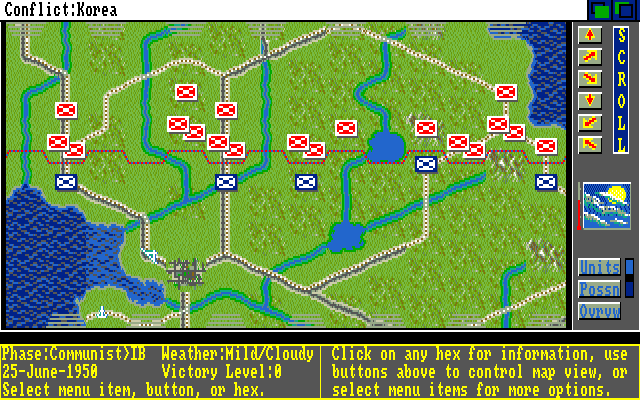 Conflict:Korea
SCROLL
Units
Possn
Ovrvw
Phase:Communist>IB Weather:Mild/Cloudy
25-June-1950 Victory Level:0
Select menu item, button, or hex.
Click on any hex for information, use
buttons above to control map view, or
select menu items for more options.